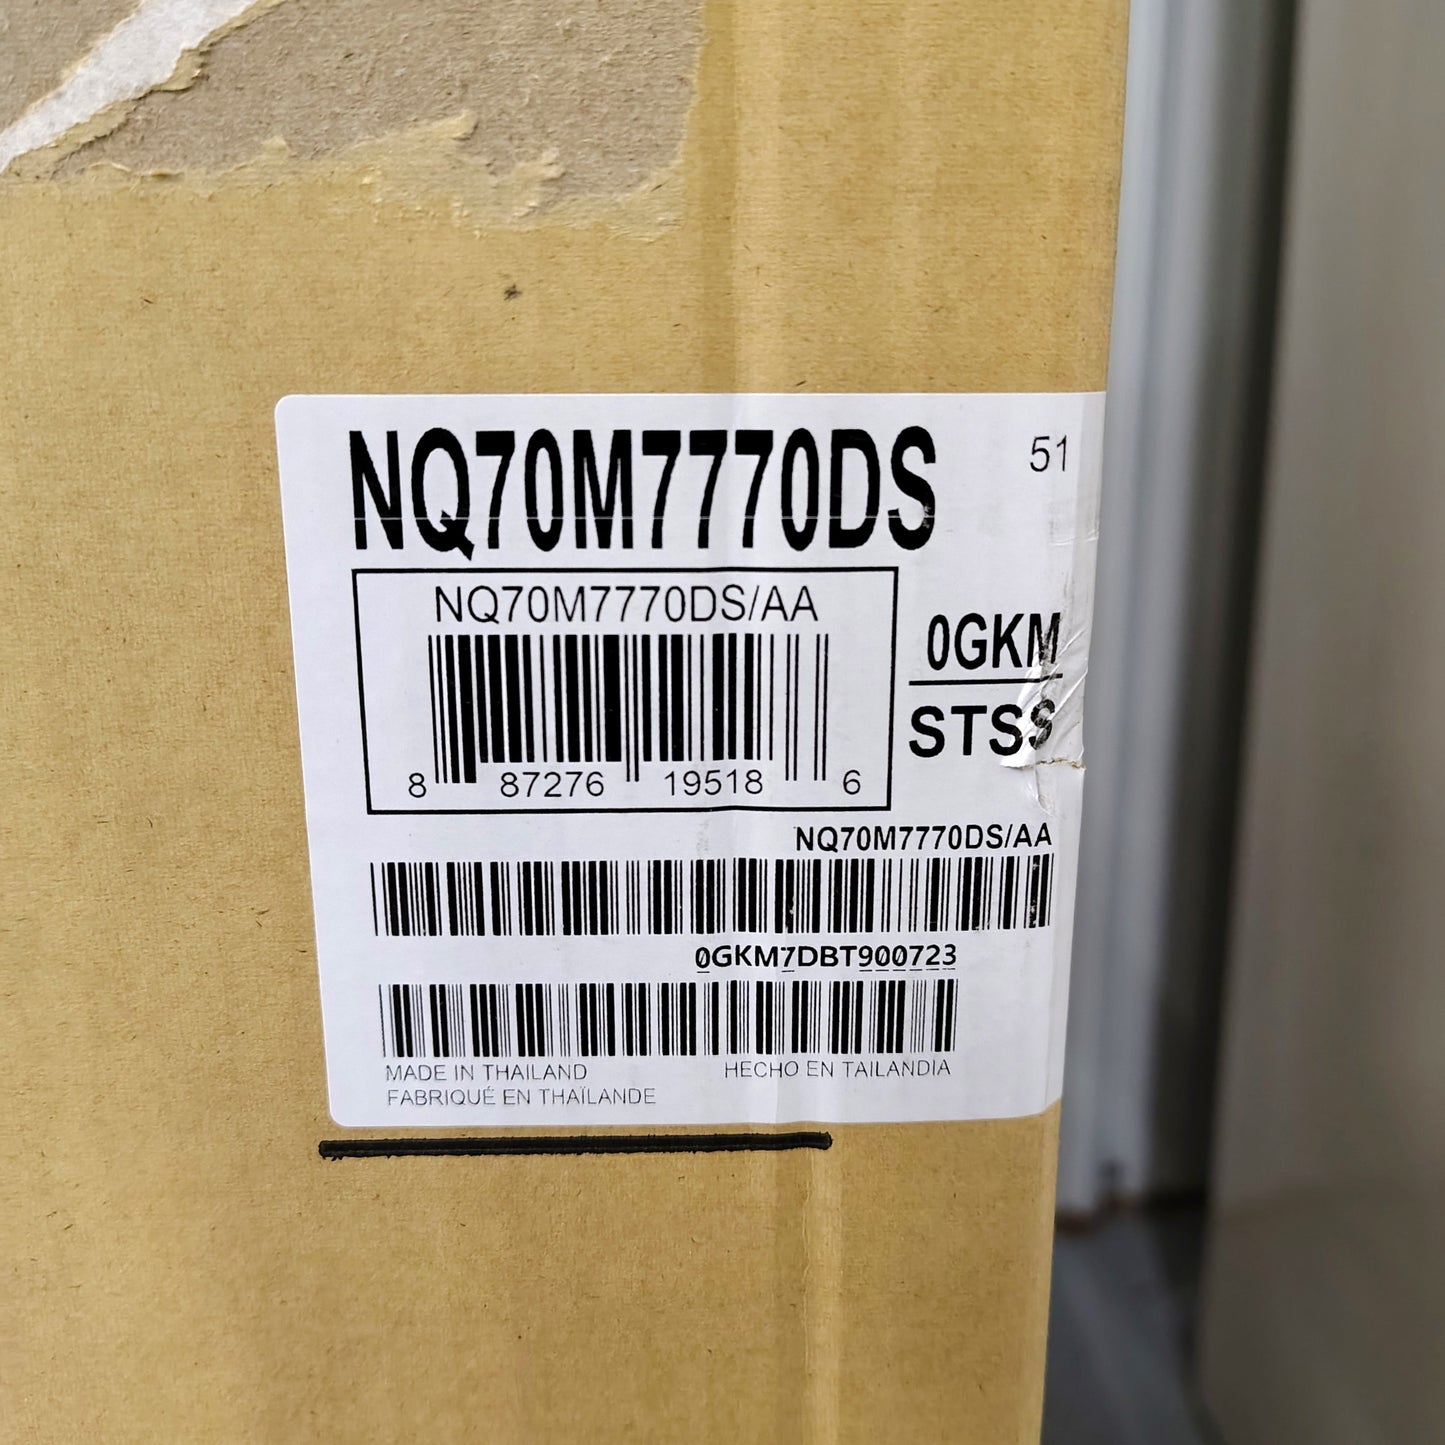 NQ70M7770DS 51
NQ70M7770DS/AA
0GKM
STSS
8 87276 19518 6
NQ70M7770DS/AA
0GKM7DBT900723
MADE IN THAILAND HECHO EN TAILANDIA
FABRIQUÉ EN THAÏLANDE